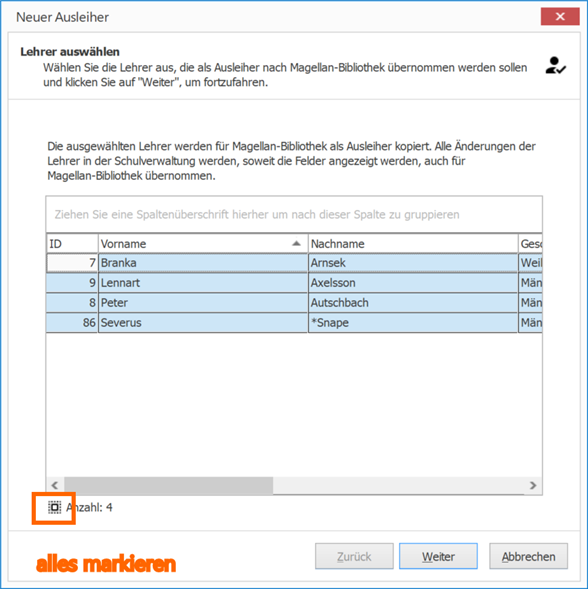 Neuer Ausleiher
Lehrer auswählen
Wählen Sie die Lehrer aus, die als Ausleiher nach Magellan-Bibliothek übernommen werden sollen
und klicken Sie auf "Weiter", um fortzufahren.
Die ausgewählten Lehrer werden für Magellan-Bibliothek als Ausleiher kopiert. Alle Änderungen der
Lehrer in der Schulverwaltung werden, soweit die Felder angezeigt werden, auch für
Magellan-Bibliothek übernommen.
Ziehen Sie eine Spaltenüberschrift hierher um nach dieser Spalte zu gruppieren
ID Vorname Nachname Gesc
7 Branka Arnsek Weil
9 Lennart Axelsson Män
8 Peter Autschbach Män
86 Severus *Snape Män
Anzahl: 4
alles markieren
Zurück Weiter Abbrechen